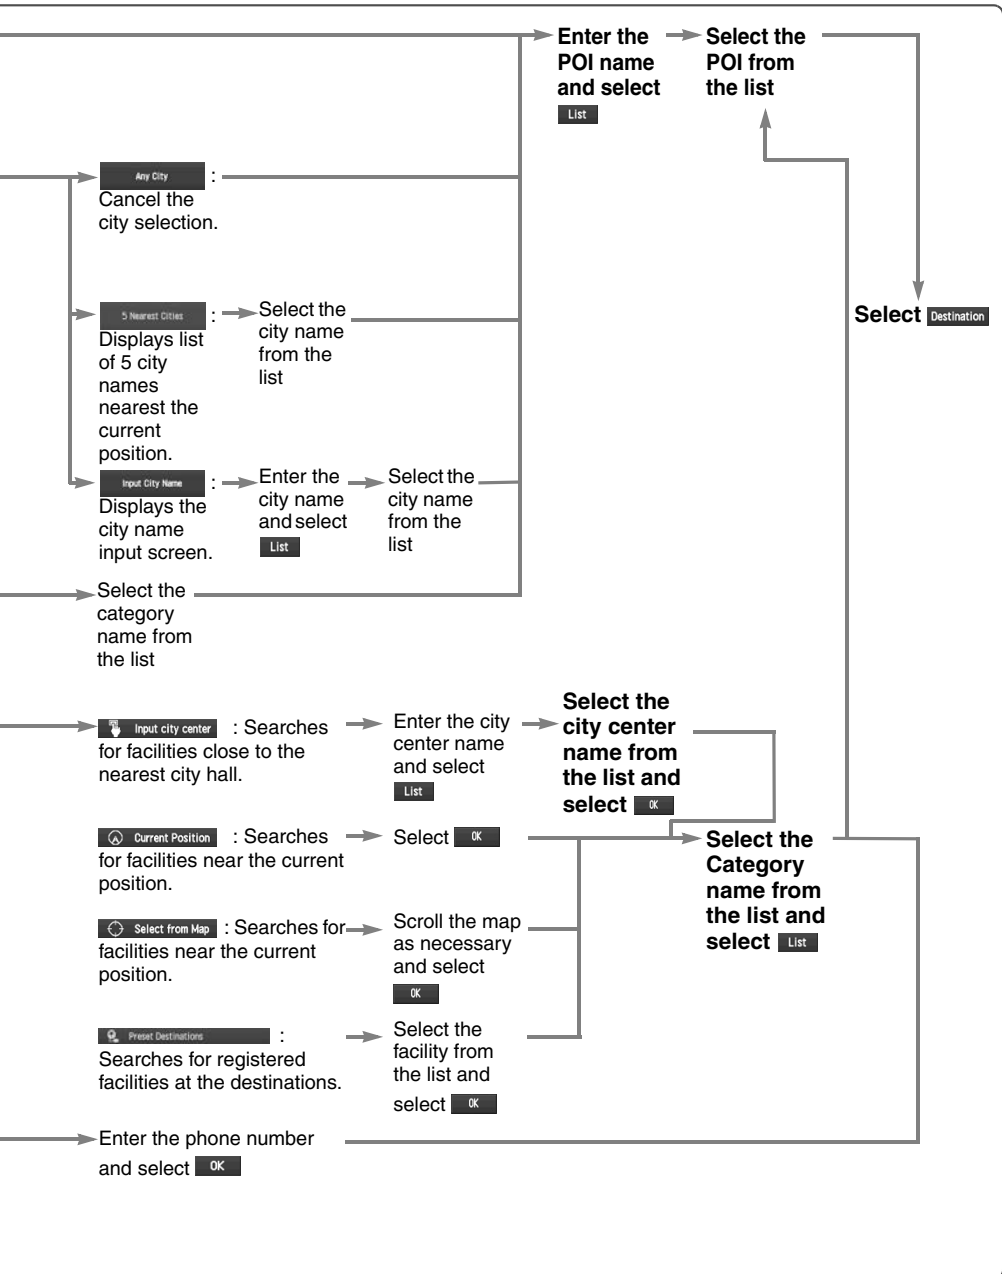 Enter the
POI name
and select
List
Select the
POI from
the list
Any City :
Cancel the
city selection.
5 Nearest Cities :
Displays list
of 5 city
names
nearest the
current
position.
Select the
city name
from the
list
Select Destination
Input City Name :
Displays the
city name
input screen.
Enter the
city name
and select
List
Select the
city name
from the
list
Select the
category
name from
the list
Input city center : Searches
for facilities close to the
nearest city hall.
Enter the city
center name
and select
List
Select the
city center
name from
the list and
select OK
Current Position : Searches
for facilities near the current
position.
Select OK
Select the
Category
name from
the list and
select List
Select from Map : Searches for
facilities near the current
position.
Scroll the map
as necessary
and select
OK
Preset Destinations :
Searches for registered
facilities at the destinations.
Select the
facility from
the list and
select OK
Enter the phone number
and select OK